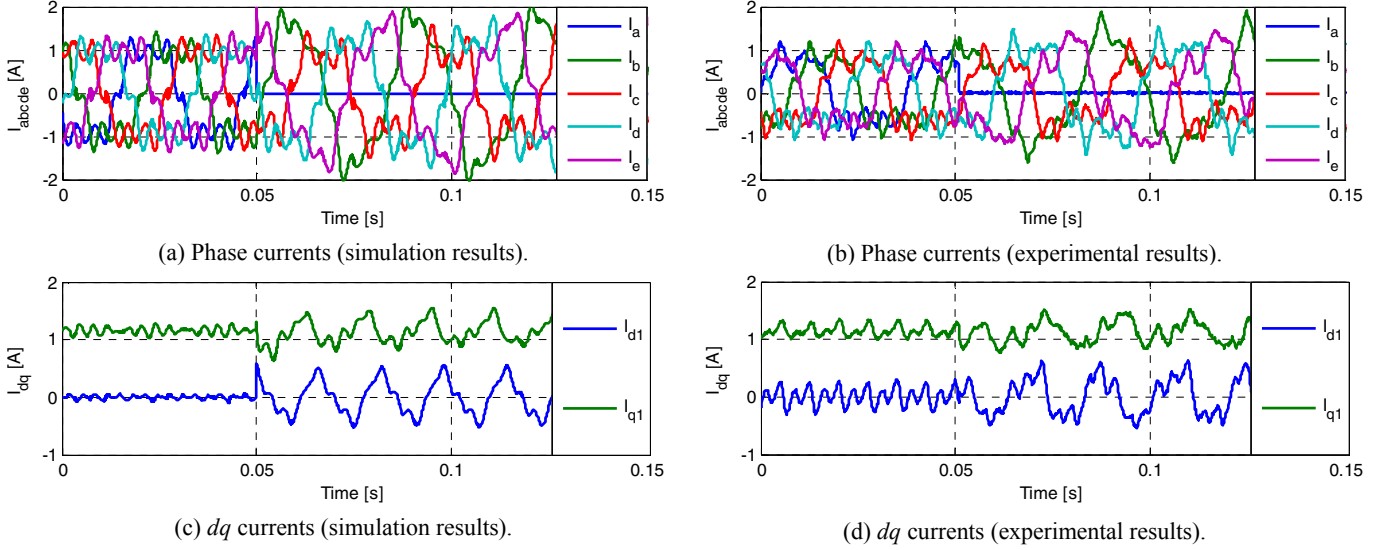 2
1
0
-1
-2
I_abcde [A]
0
0.05
0.1
0.15
Time [s]
I_a
I_b
I_c
I_d
I_e
(a) Phase currents (simulation results).
2
1
0
-1
-2
I_abcde [A]
0
0.05
0.1
0.15
Time [s]
I_a
I_b
I_c
I_d
I_e
(b) Phase currents (experimental results).
2
1
0
-1
I_dq [A]
0
0.05
0.1
0.15
Time [s]
I_d1
I_q1
(c) dq currents (simulation results).
2
1
0
-1
I_dq [A]
0
0.05
0.1
0.15
Time [s]
I_d1
I_q1
(d) dq currents (experimental results).